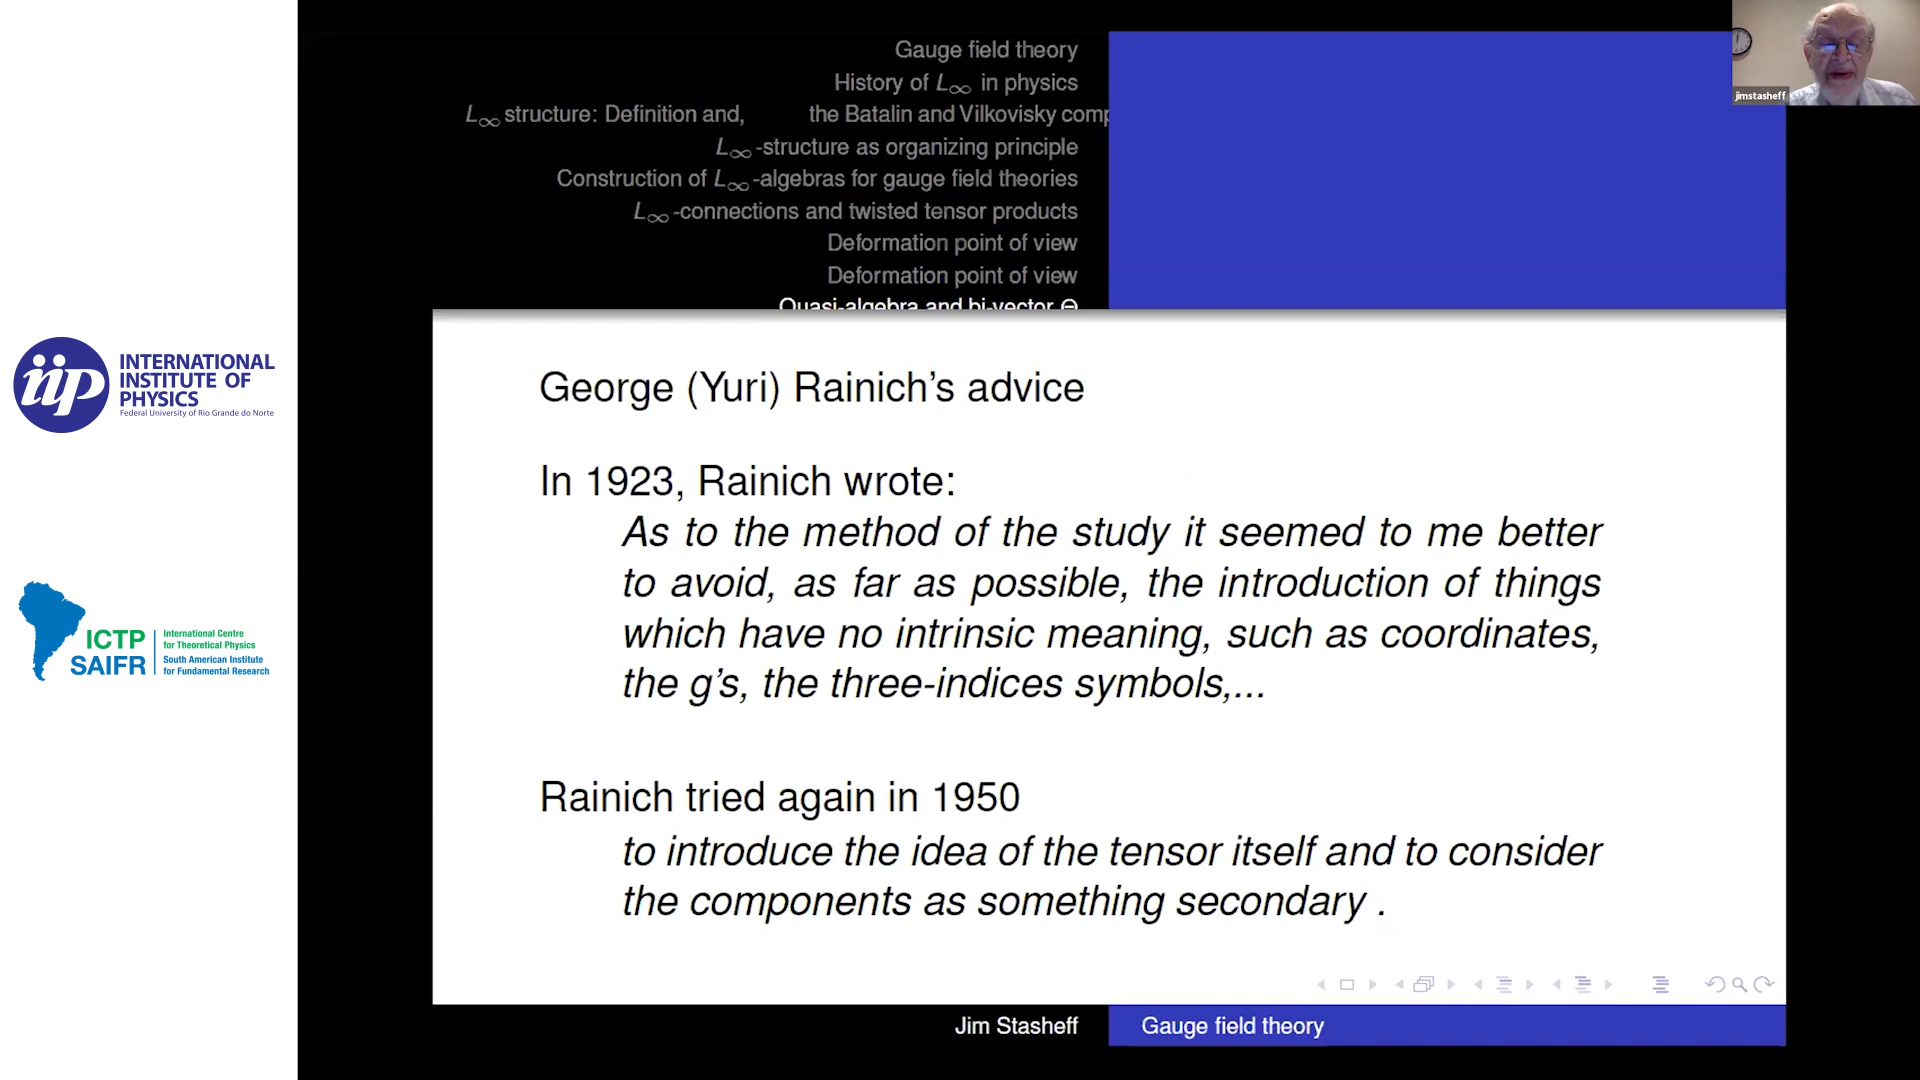 Gauge field theory
History of L∞ in physics
L∞ structure: Definition and, the Batalin and Vilkovisky comp
L∞ -structure as organizing principle
Construction of L∞ -algebras for gauge field theories
L∞ -connections and twisted tensor products
Deformation point of view
Deformation point of view
Quasi-algebra and bi-vector Θ
jimstasheff
iip
INTERNATIONAL
INSTITUTE OF
PHYSICS
Federal University of Rio Grande do Norte
ICTP
SAIFR
International Centre
for Theoretical Physics
South American Institute
for Fundamental Research
George (Yuri) Rainich’s advice
In 1923, Rainich wrote:
As to the method of the study it seemed to me better
to avoid, as far as possible, the introduction of things
which have no intrinsic meaning, such as coordinates,
the g’s, the three-indices symbols,...
Rainich tried again in 1950
to introduce the idea of the tensor itself and to consider
the components as something secondary .
Jim Stasheff
Gauge field theory